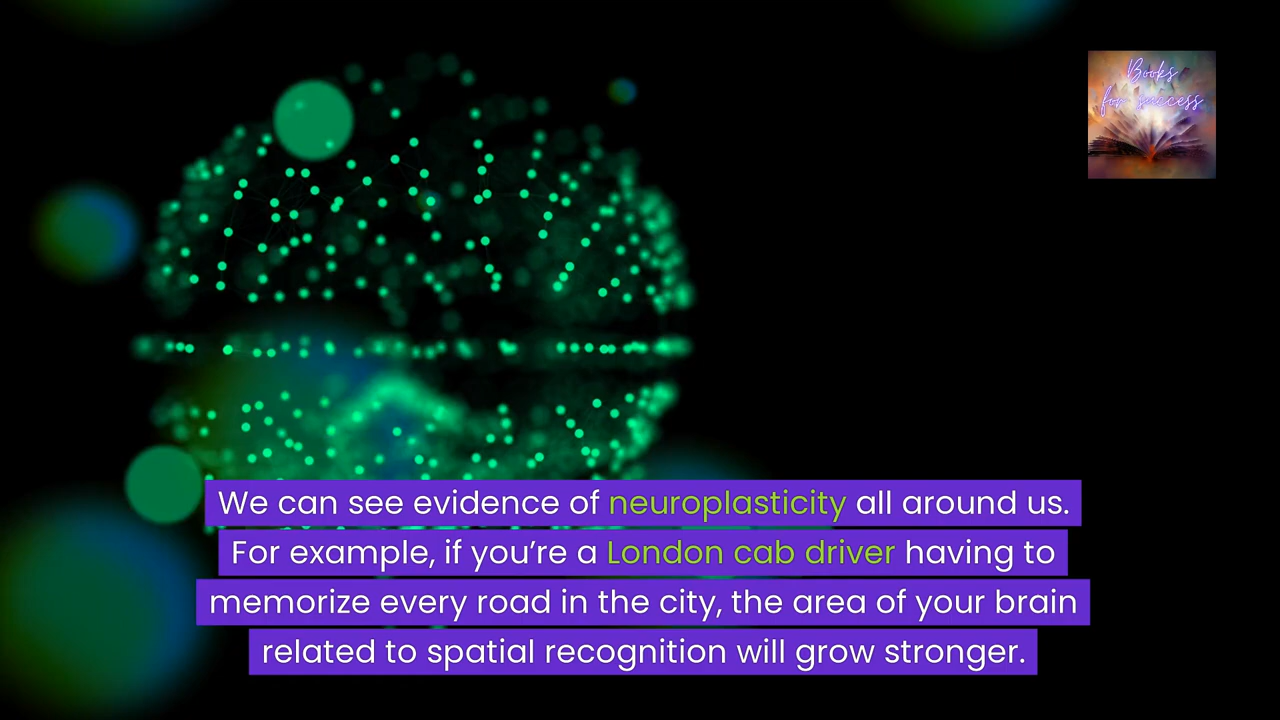 Books
for success
We can see evidence of neuroplasticity all around us.
For example, if you’re a London cab driver having to
memorize every road in the city, the area of your brain
related to spatial recognition will grow stronger.